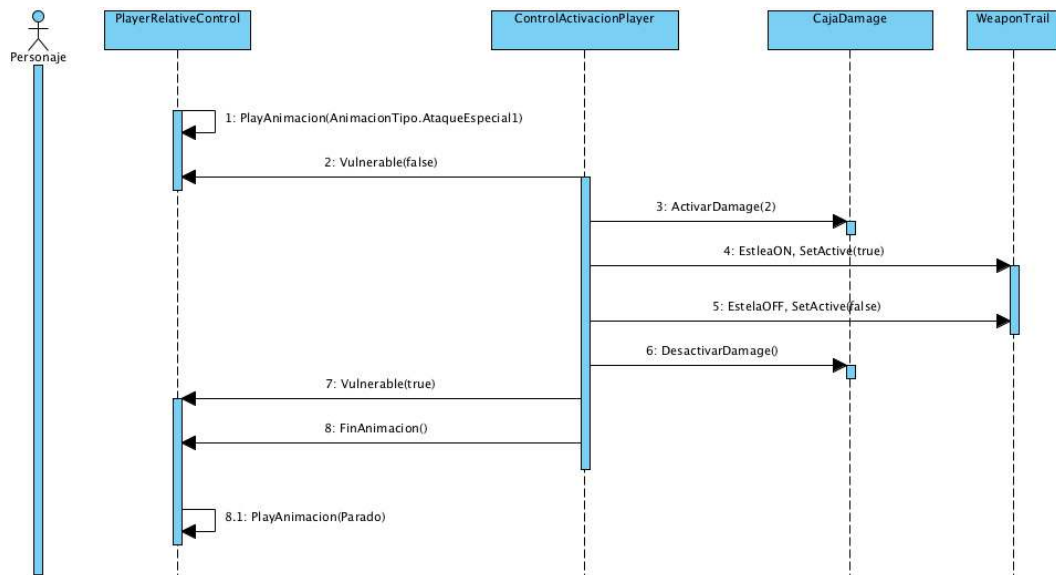 PlayerRelativeControl
ControlActivacionPlayer
CajaDamage
WeaponTrail
Personaje
1: PlayAnimacion(AnimacionTipo.AtaqueEspecial1)
2: Vulnerable(false)
3: ActivarDamage(2)
4: EstleaON, SetActive(true)
5: EstelaOFF, SetActive(false)
6: DesactivarDamage()
7: Vulnerable(true)
8: FinAnimacion()
8.1: PlayAnimacion(Parado)